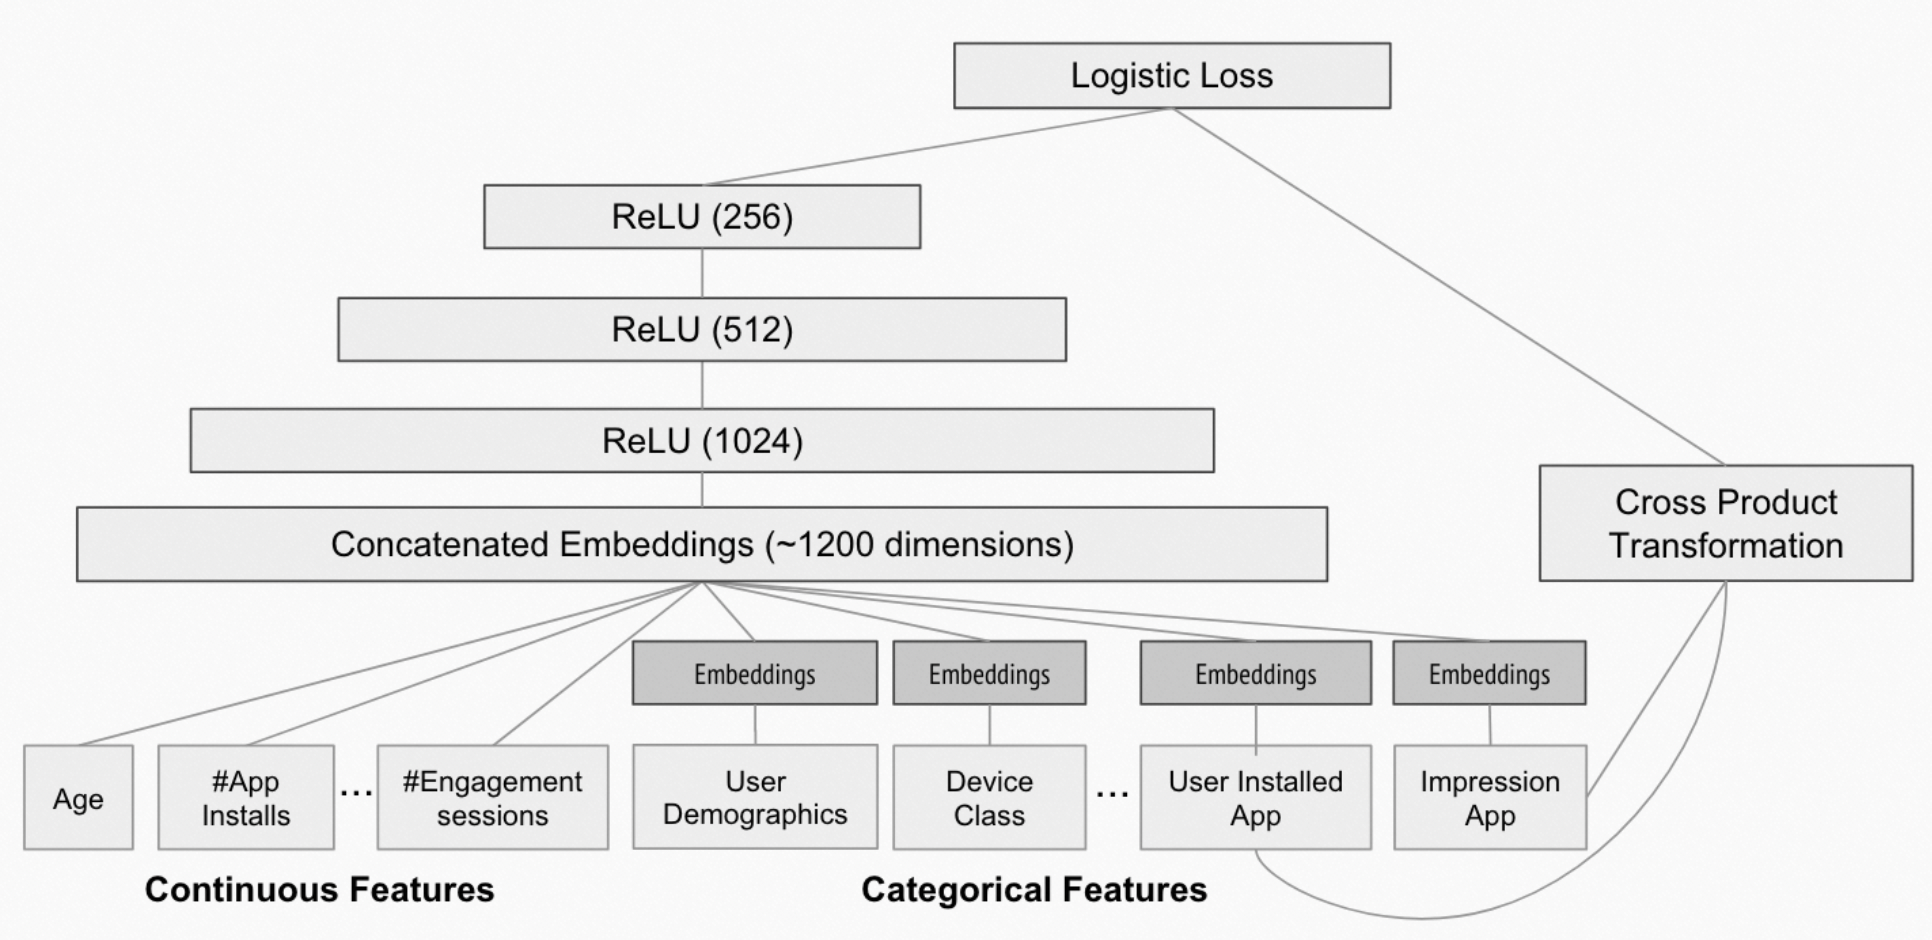 Logistic Loss
ReLU (256)
ReLU (512)
ReLU (1024)
Cross Product
Transformation
Concatenated Embeddings (~1200 dimensions)
Embeddings
Embeddings
Embeddings
Embeddings
Age
#App
Installs
...
#Engagement
sessions
User
Demographics
Device
Class
...
User Installed
App
Impression
App
Continuous Features
Categorical Features